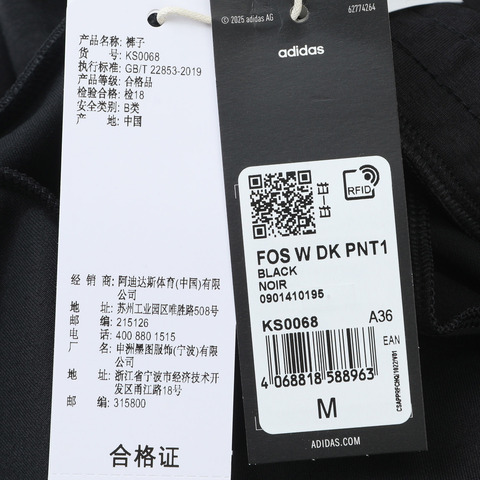 产品名称: 裤子
货 号: KS0068
执行标准: GB/T 22853-2019
产品等级: 合格品
检验合格: 检18
安全类别: B类
产 地: 中国
经 销 商: 阿迪达斯体育(中国)有限
公司
地 址: 苏州工业园区唯胜路508号
邮 编: 215126
电 话: 400 880 1515
厂 名: 申洲墨图服饰(宁波)有限
公司
地 址: 浙江省宁波市经济技术开
发区甬江路18号
邮 编: 315800
合格证
© 2025 adidas AG
62774264
adidas
RFID
FOS W DK PNT1
BLACK
NOIR
0901410195
KS0068 A36
EAN
4 068818 588963
M
ADIDAS.COM